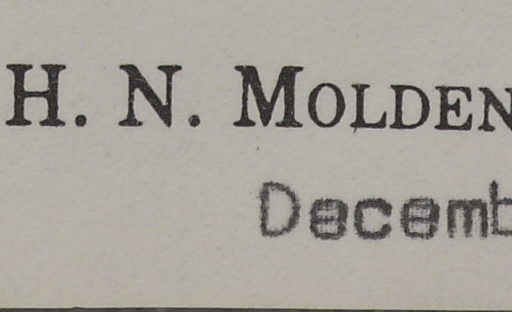 H. N. MOLDEN
Decemb